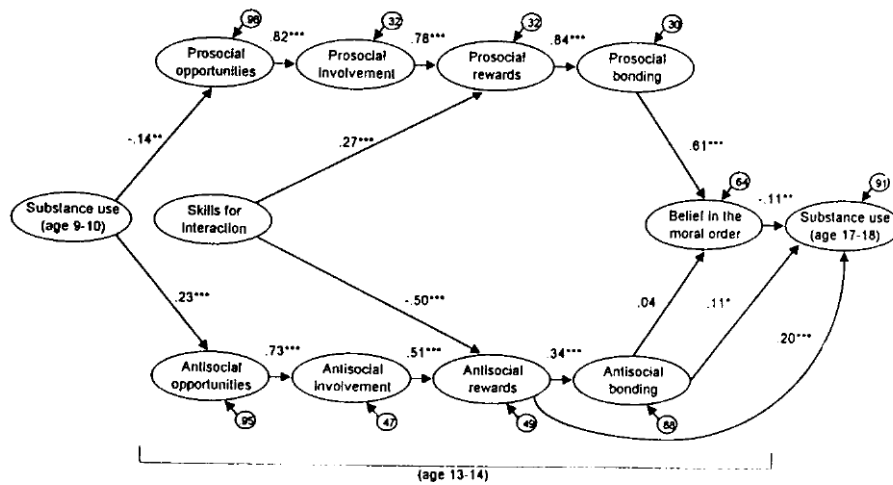 .98
.32
.32
.30
.82***
.78***
.84***
Prosocial
opportunities
Prosocial
involvement
Prosocial
rewards
Prosocial
bonding
-.14**
.27***
.61***
.64
.91
-.11**
Substance use
(age 9-10)
Skills for
interaction
Belief in the
moral order
Substance use
(age 17-18)
.23***
-.50***
.04
.11*
.20***
.73***
.51***
.34***
Antisocial
opportunities
Antisocial
involvement
Antisocial
rewards
Antisocial
bonding
.95
.47
.49
.88
(age 13-14)